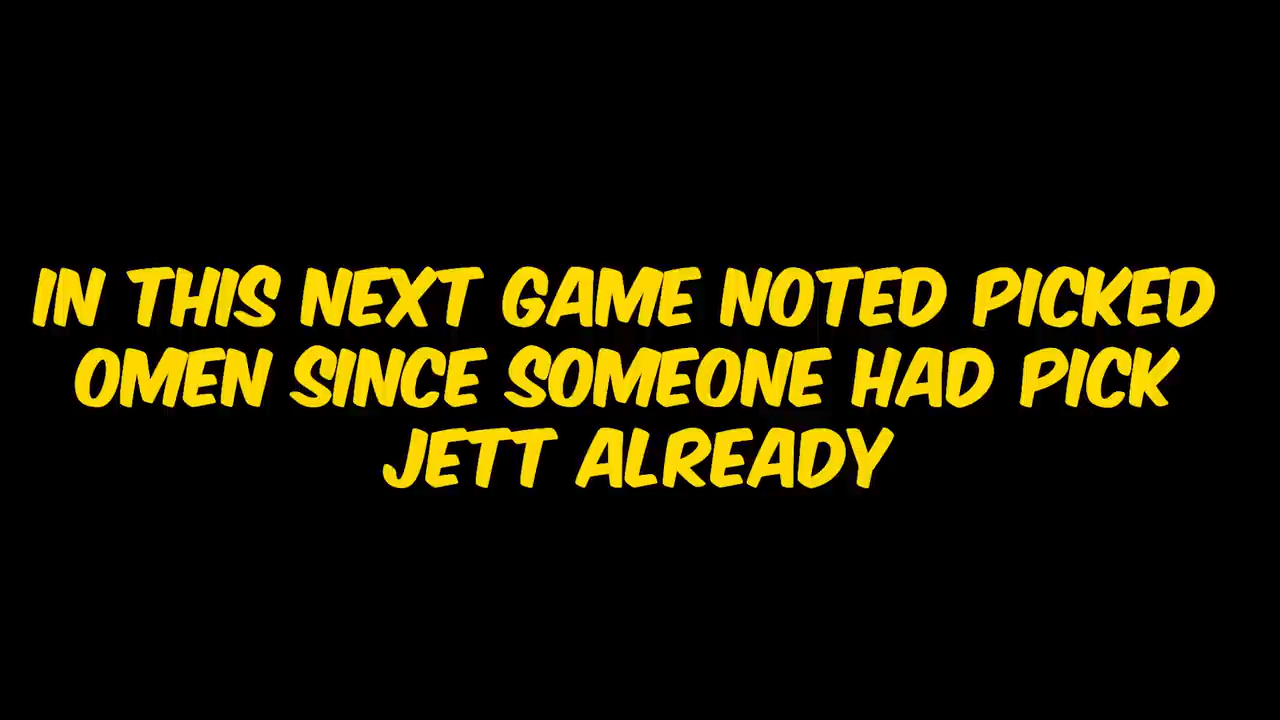 IN THIS NEXT GAME NOTED PICKED
OMEN SINCE SOMEONE HAD PICK
JETT ALREADY